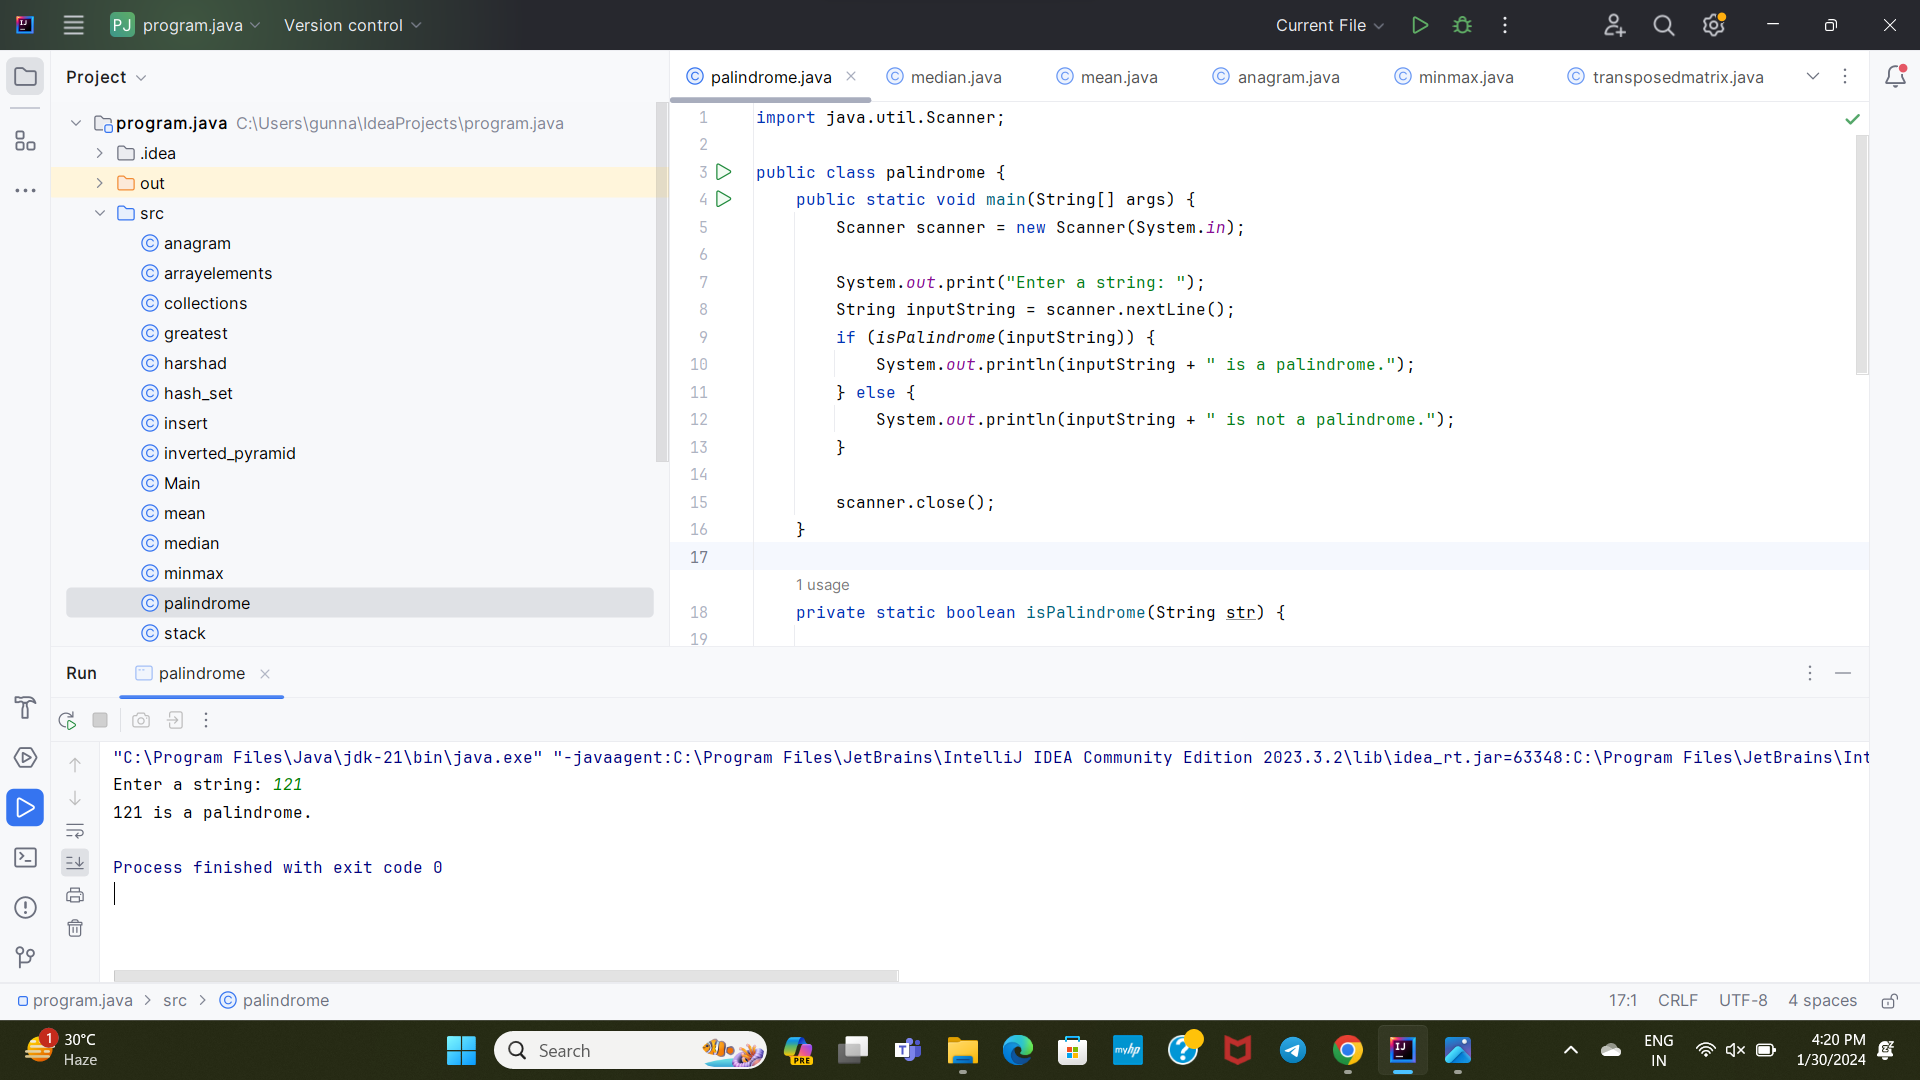 PJ program.java Version control Current File
Project
program.java C:\Users\gunna\IdeaProjects\program.java
.idea
out
src
anagram
arrayelements
collections
greatest
harshad
hash_set
insert
inverted_pyramid
Main
mean
median
minmax
palindrome
stack
palindrome.java median.java mean.java anagram.java minmax.java transposedmatrix.java
1 import java.util.Scanner;
2
3 public class palindrome {
4 public static void main(String[] args) {
5 Scanner scanner = new Scanner(System.in);
6
7 System.out.print("Enter a string: ");
8 String inputString = scanner.nextLine();
9 if (isPalindrome(inputString)) {
10 System.out.println(inputString + " is a palindrome.");
11 } else {
12 System.out.println(inputString + " is not a palindrome.");
13 }
14
15 scanner.close();
16 }
17
1 usage
18 private static boolean isPalindrome(String str) {
19
Run palindrome
"C:\Program Files\Java\jdk-21\bin\java.exe" "-javaagent:C:\Program Files\JetBrains\IntelliJ IDEA Community Edition 2023.3.2\lib\idea_rt.jar=63348:C:\Program Files\JetBrains\Int
Enter a string: 121
121 is a palindrome.
Process finished with exit code 0
program.java > src > palindrome 17:1 CRLF UTF-8 4 spaces
1 30°C
Haze
Search
PRE
myhp
ENG
IN
4:20 PM
1/30/2024